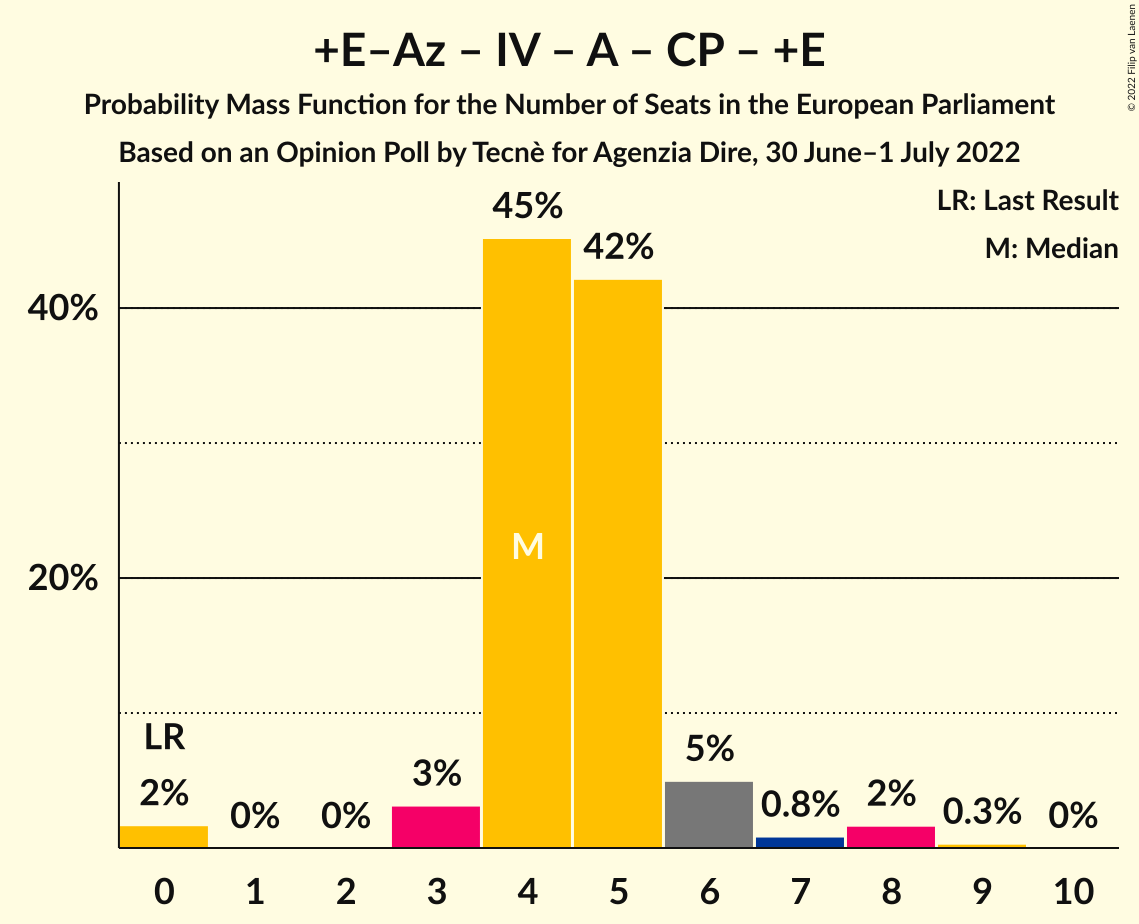 +E–Az – IV – A – CP – +E
Probability Mass Function for the Number of Seats in the European Parliament
Based on an Opinion Poll by Tecnè for Agenzia Dire, 30 June–1 July 2022
© 2022 Filip van Laenen
LR: Last Result
M: Median
45%
42%
40%
M
20%
LR
2%
0%
0%
3%
5%
0.8%
2%
0.3%
0%
0 1 2 3 4 5 6 7 8 9 10